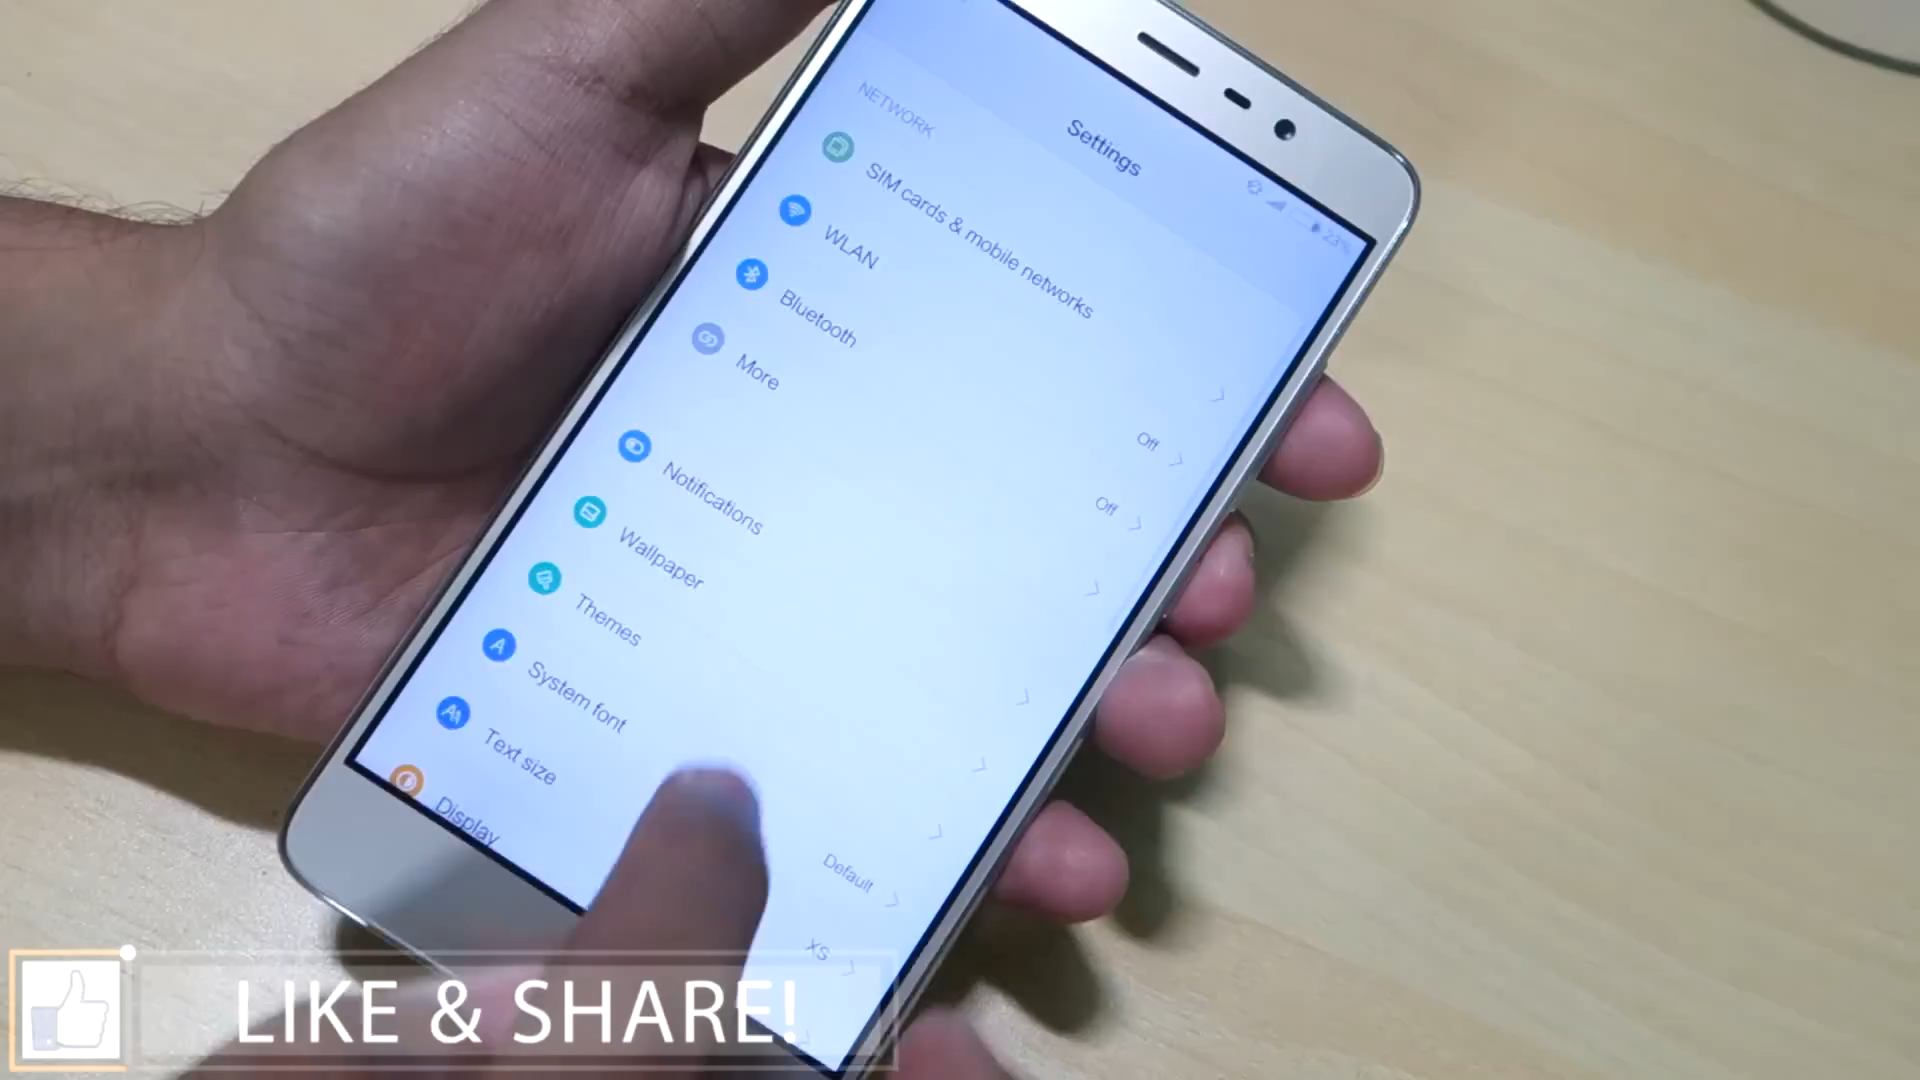 Settings
23%
NETWORK
SIM cards & mobile networks
WLAN Off
Bluetooth Off
More
Notifications
Wallpaper
Themes
System font Default
Text size XS
Display
LIKE & SHARE!